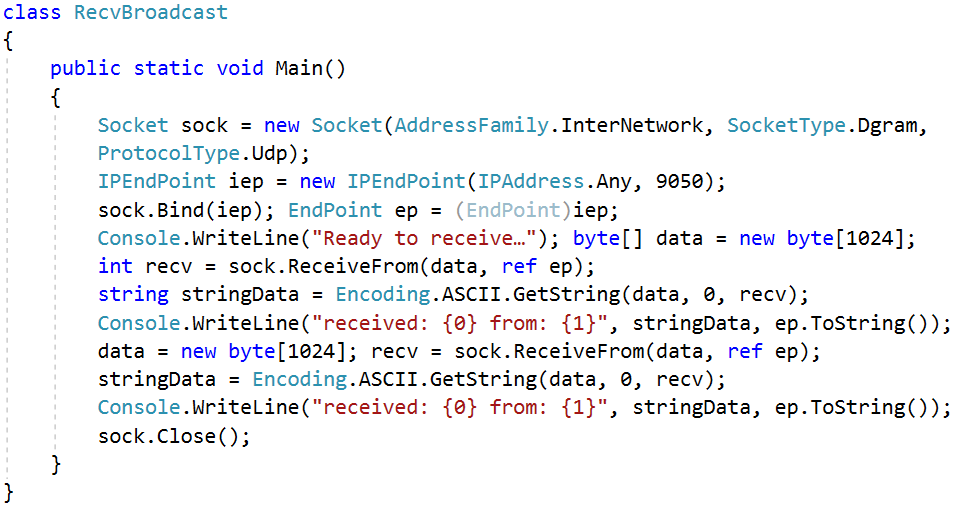 class RecvBroadcast
{
    public static void Main()
    {
        Socket sock = new Socket(AddressFamily.InterNetwork, SocketType.Dgram,
        ProtocolType.Udp);
        IPEndPoint iep = new IPEndPoint(IPAddress.Any, 9050);
        sock.Bind(iep); EndPoint ep = (EndPoint)iep;
        Console.WriteLine("Ready to receive…"); byte[] data = new byte[1024];
        int recv = sock.ReceiveFrom(data, ref ep);
        string stringData = Encoding.ASCII.GetString(data, 0, recv);
        Console.WriteLine("received: {0} from: {1}", stringData, ep.ToString());
        data = new byte[1024]; recv = sock.ReceiveFrom(data, ref ep);
        stringData = Encoding.ASCII.GetString(data, 0, recv);
        Console.WriteLine("received: {0} from: {1}", stringData, ep.ToString());
        sock.Close();
    }
}